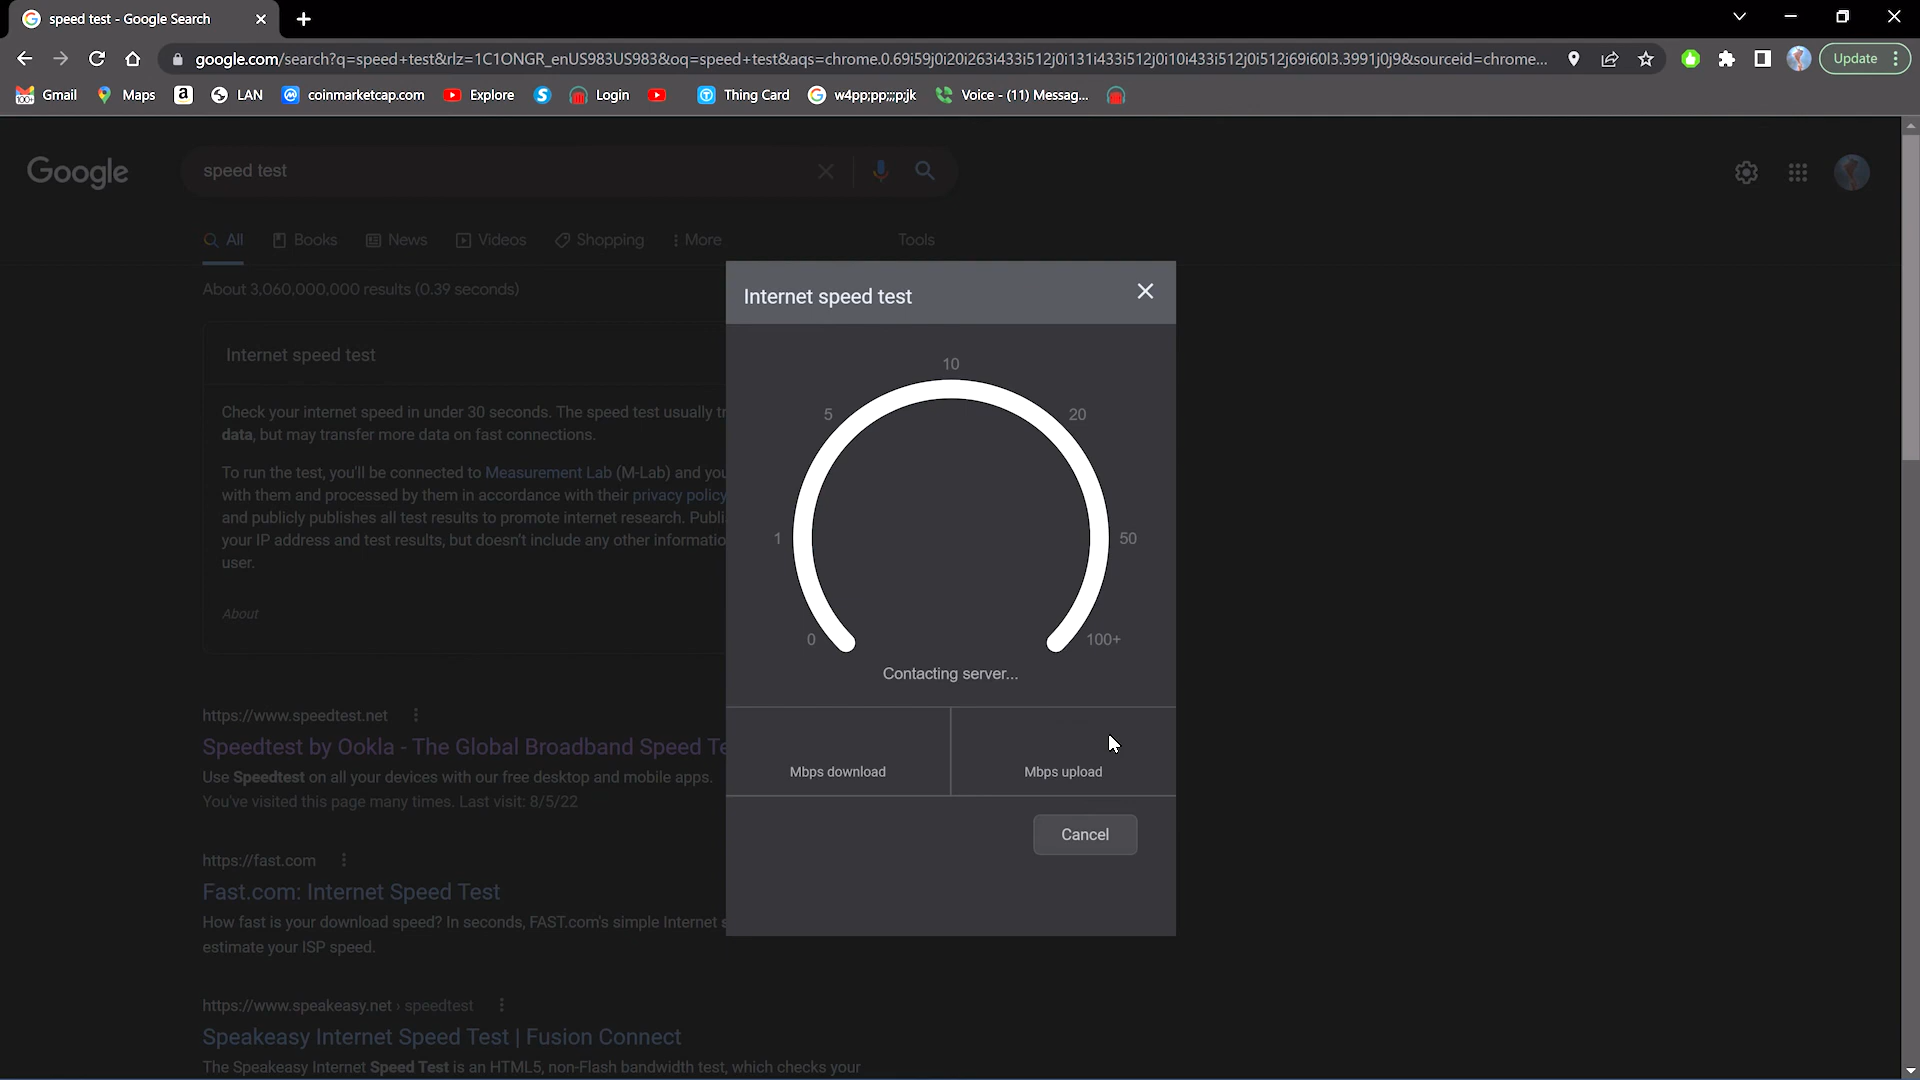 speed test - Google Search
google.com/search?q=speed+test&rlz=1C1ONGR_enUS983US983&oq=speed+test&aqs=chrome.0.69i59j0i20i263i433i512j0i131i433i512j0i10i433i512j0i512j69i60l3.3991j0j9&sourceid=chrome...
Update
Gmail Maps LAN coinmarketcap.com Explore Login Thing Card w4pp;pp;;;p;jk Voice - (11) Messag...
Google
speed test
All Books News Videos Shopping More Tools
About 3,060,000,000 results (0.39 seconds)
Internet speed test
Check your internet speed in under 30 seconds. The speed test usually
data, but may transfer more data on fast connections.
To run the test, you'll be connected to Measurement Lab (M-Lab) and
with them and processed by them in accordance with their privacy policy
and publicly publishes all test results to promote internet research.
your IP address and test results, but doesn't include any other
user.
About
https://www.speedtest.net
Speedtest by Ookla - The Global Broadband Speed
Use Speedtest on all your devices with our free desktop and mobile apps.
You've visited this page many times. Last visit: 8/5/22
https://fast.com
Fast.com: Internet Speed Test
How fast is your download speed? In seconds, FAST.com's simple Internet
estimate your ISP speed.
https://www.speakeasy.net › speedtest
Speakeasy Internet Speed Test | Fusion Connect
The Speakeasy Internet Speed Test is an HTML5, non-Flash bandwidth test, which checks your
Internet speed test
10
5 20
1 50
0 100+
Contacting server...
Mbps download Mbps upload
Cancel